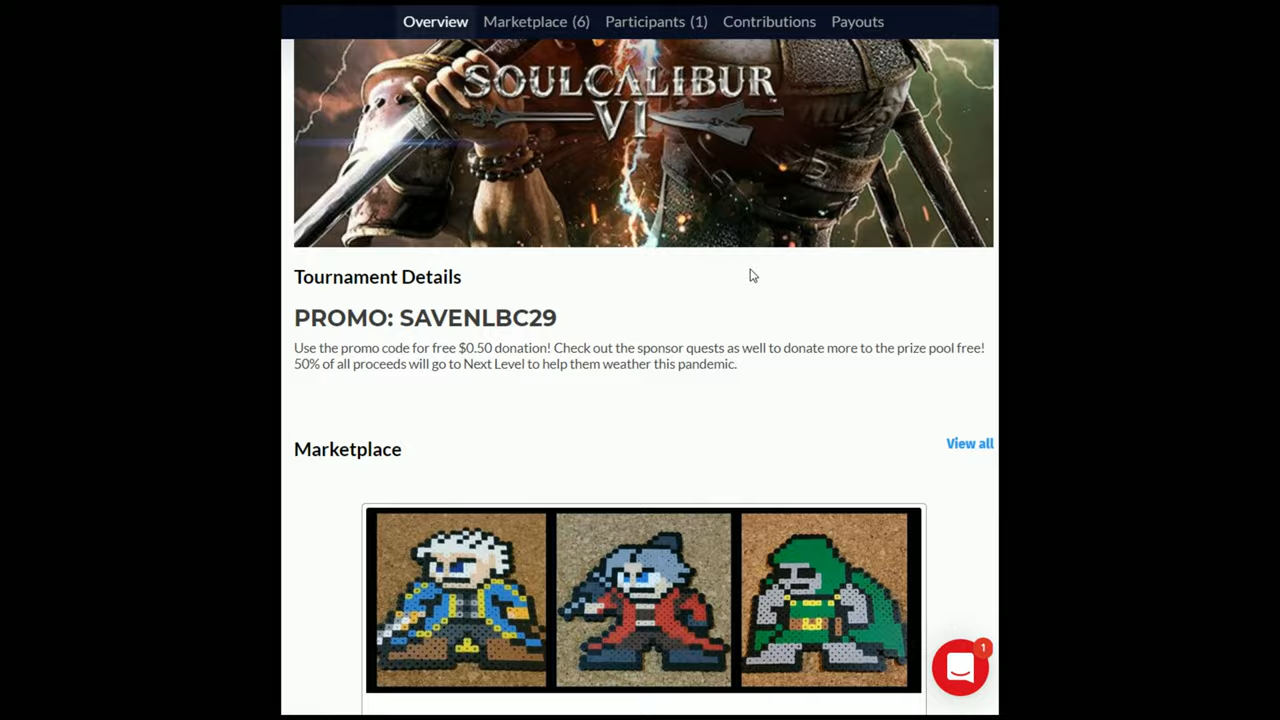 Overview Marketplace (6) Participants (1) Contributions Payouts
SOULCALIBUR
VI
Tournament Details
PROMO: SAVENLBC29
Use the promo code for free $0.50 donation! Check out the sponsor quests as well to donate more to the prize pool free!
50% of all proceeds will go to Next Level to help them weather this pandemic.
Marketplace
View all
1